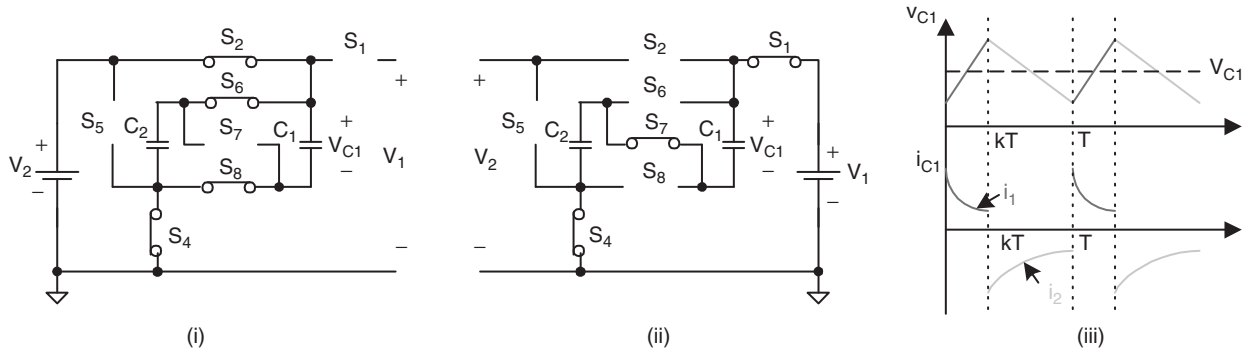 S2
S1
+
S6
S5
C2
S7
C1
+
VC1
−
V2
+
−
V1
S8
S4
−
(i)
S2
S1
+
S6
S5
C2
S7
C1
+
VC1
−
V2
+
−
V1
S8
S4
−
(ii)
vC1
VC1
kT
T
iC1
i1
kT
T
i2
(iii)